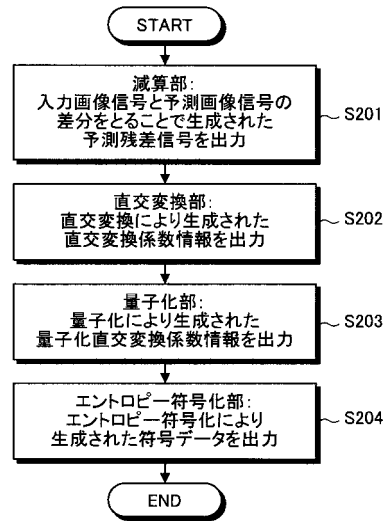 START
減算部:
入力画像信号と予測画像信号の
差分をとることで生成された
予測残差信号を出力
S201
直交変換部:
直交変換により生成された
直交変換係数情報を出力
S202
量子化部:
量子化により生成された
量子化直交変換係数情報を出力
S203
エントロピー符号化部:
エントロピー符号化により
生成された符号データを出力
S204
END